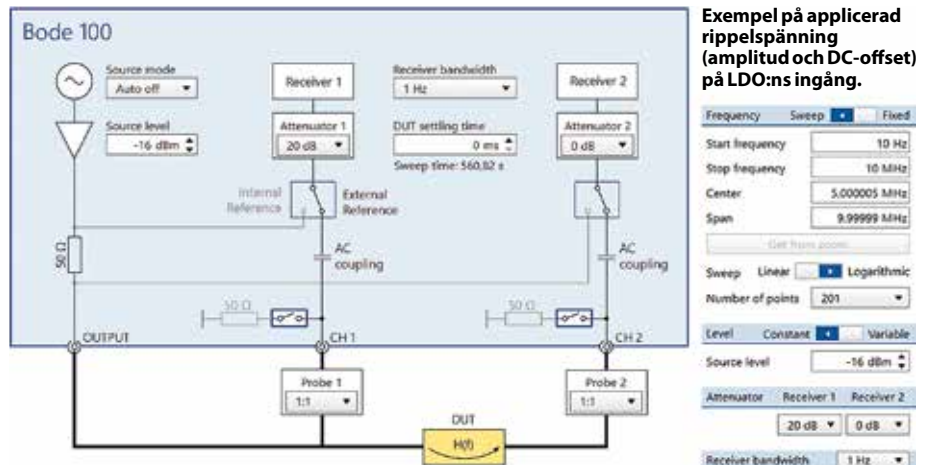 Bode 100
Source mode
Auto off
Source level
-16 dBm
Receiver 1
Attenuator 1
20 dB
Receiver bandwidth
1 Hz
DUT settling time
0 ms
Sweep time: 560,82 s
Receiver 2
Attenuator 2
0 dB
Internal
Reference
External
Reference
50 Ω
AC
coupling
AC
coupling
50 Ω
50 Ω
OUTPUT
CH 1
CH 2
Probe 1
1:1
Probe 2
1:1
DUT
H(f)
Exempel på applicerad
rippelspänning
(amplitud och DC-offset)
på LDO:ns ingång.
Frequency Sweep Fixed
Start frequency 10 Hz
Stop frequency 10 MHz
Center 5.000005 MHz
Span 9.99999 MHz
Get from zoom
Sweep Linear Logarithmic
Number of points 201
Level Constant Variable
Source level -16 dBm
Attenuator Receiver 1 Receiver 2
20 dB 0 dB
Receiver bandwidth 1 Hz